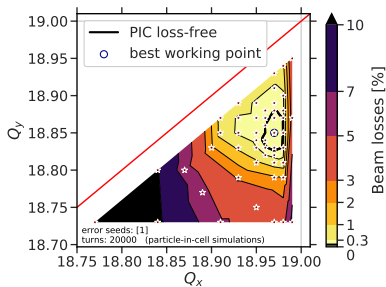 PIC loss-free
best working point
Q_y
19.00
18.95
18.90
18.85
18.80
18.75
18.70
error seeds: [1]
turns: 20000 (particle-in-cell simulations)
18.75 18.80 18.85 18.90 18.95 19.00
Q_x
10
7
5
3
2
1
0.3
0
Beam losses [%]